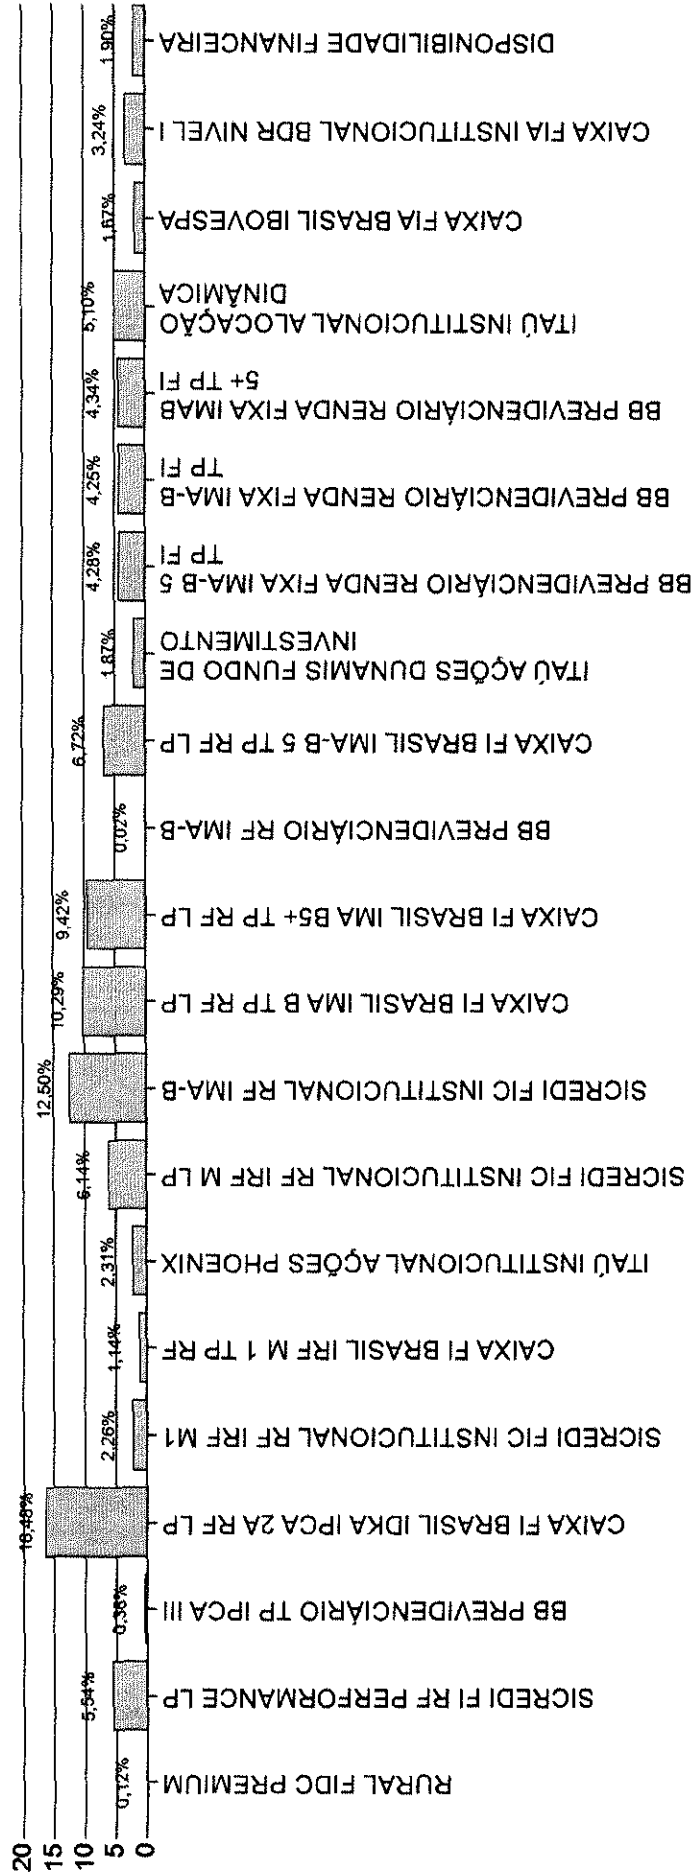 20
15
10
5
0
0,12%
5,54%
0,38%
16,48%
2,26%
1,14%
2,31%
6,14%
12,50%
10,29%
9,42%
0,02%
6,72%
1,87%
4,28%
4,25%
4,34%
5,10%
1,67%
3,24%
1,90%
RURAL FIDC PREMIUM
SICREDI FI RF PERFORMANCE LP
BB PREVIDENCIÁRIO TP IPCA III
CAIXA FI BRASIL IDKA IPCA 2A RF LP
SICREDI FIC INSTITUCIONAL RF IRF M1
CAIXA FI BRASIL IRF M 1 TP RF
ITAÚ INSTITUCIONAL AÇÕES PHOENIX
SICREDI FIC INSTITUCIONAL RF IRF M LP
SICREDI FIC INSTITUCIONAL RF IMA-B
CAIXA FI BRASIL IMA B TP RF LP
CAIXA FI BRASIL IMA B5+ TP RF LP
BB PREVIDENCIÁRIO RF IMA-B
CAIXA FI BRASIL IMA-B 5 TP RF LP
ITAÚ AÇÕES DUNAMIS FUNDO DE
INVESTIMENTO
BB PREVIDENCIÁRIO RENDA FIXA IMA-B 5
TP FI
BB PREVIDENCIÁRIO RENDA FIXA IMA-B
TP FI
BB PREVIDENCIÁRIO RENDA FIXA IMAB
5+ TP FI
ITAÚ INSTITUCIONAL ALOCAÇÃO
DINÂMICA
CAIXA FIA BRASIL IBOVESPA
CAIXA FIA INSTITUCIONAL BDR NIVEL I
DISPONIBILIDADE FINANCEIRA